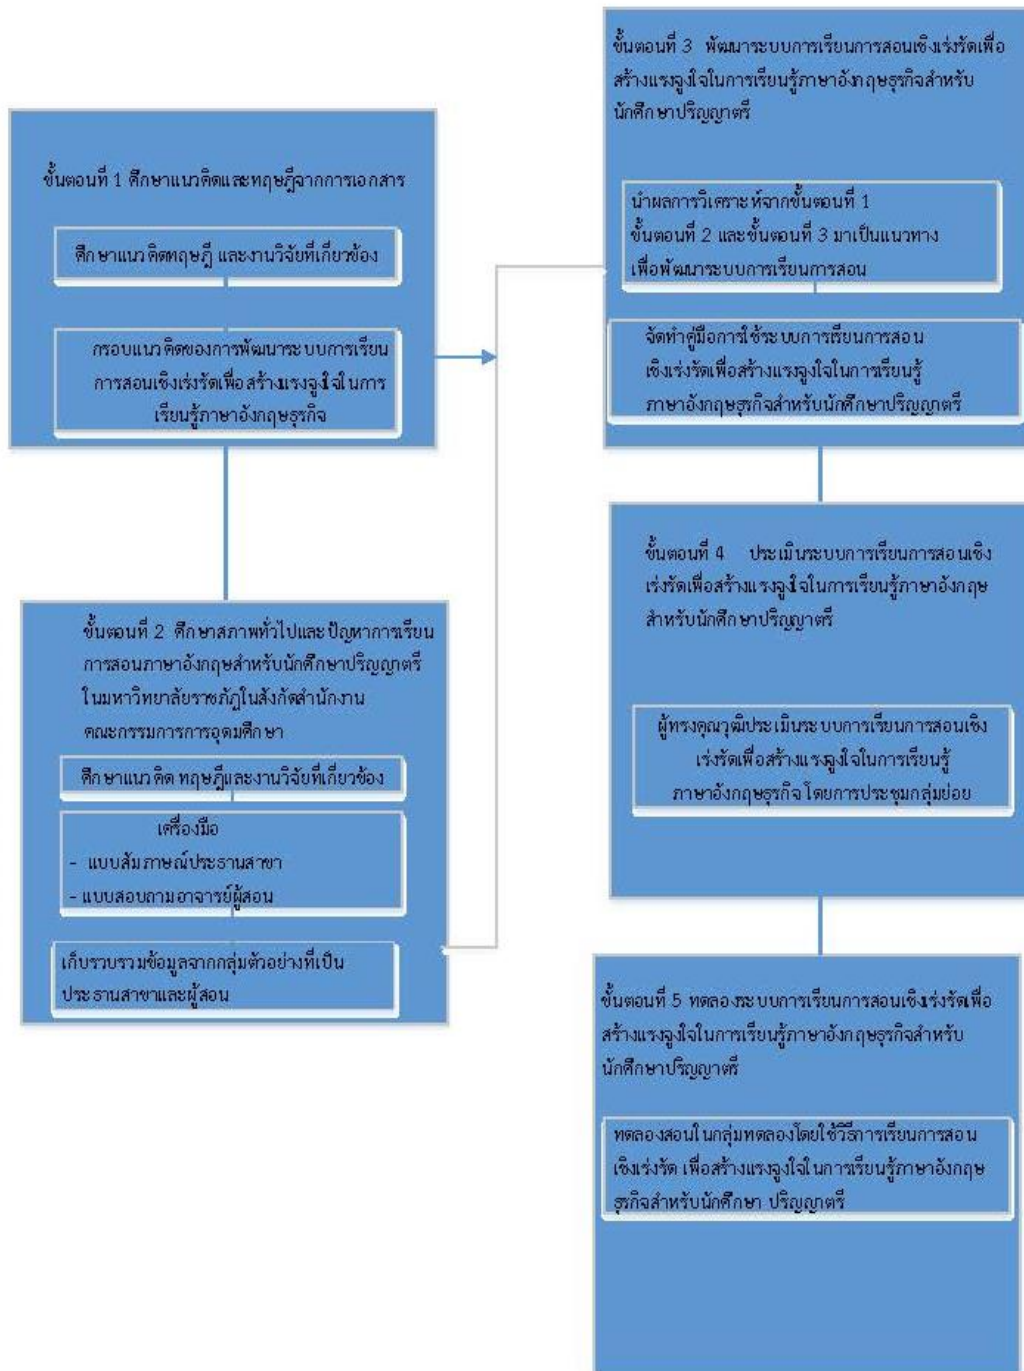 ขั้นตอนที่ 1 ศึกษาแนวคิดและทฤษฎีจากการเอกสาร
ศึกษาแนวคิดทฤษฎี และงานวิจัยที่เกี่ยวข้อง
กรอบแนวคิดของการพัฒนาระบบการเรียน
การสอนเชิงเร่งรัดเพื่อสร้างแรงจูงใจในการ
เรียนรู้ภาษาอังกฤษธุรกิจ
ขั้นตอนที่ 2 ศึกษาสภาพทั่วไปและปัญหาการเรียน
การสอนภาษาอังกฤษสำหรับนักศึกษาปริญญาตรี
ในมหาวิทยาลัยราชภัฏในสังกัดสำนักงาน
คณะกรรมการการอุดมศึกษา
ศึกษาแนวคิด ทฤษฎีและงานวิจัยที่เกี่ยวข้อง
เครื่องมือ
- แบบสัมภาษณ์ประธานสาขา
- แบบสอบถามอาจารย์ผู้สอน
เก็บรวบรวมข้อมูลจากกลุ่มตัวอย่างที่เป็น
ประธานสาขาและผู้สอน
ขั้นตอนที่ 3 พัฒนาระบบการเรียนการสอนเชิงเร่งรัดเพื่อ
สร้างแรงจูงใจในการเรียนรู้ภาษาอังกฤษธุรกิจสำหรับ
นักศึกษาปริญญาตรี
นำผลการวิเคราะห์จากขั้นตอนที่ 1
ขั้นตอนที่ 2 และขั้นตอนที่ 3 มาเป็นแนวทาง
เพื่อพัฒนาระบบการเรียนการสอน
จัดทำคู่มือการใช้ระบบการเรียนการสอน
เชิงเร่งรัดเพื่อสร้างแรงจูงใจในการเรียนรู้
ภาษาอังกฤษธุรกิจสำหรับนักศึกษาปริญญาตรี
ขั้นตอนที่ 4 ประเมินระบบการเรียนการสอนเชิง
เร่งรัดเพื่อสร้างแรงจูงใจในการเรียนรู้ภาษาอังกฤษ
สำหรับนักศึกษาปริญญาตรี
ผู้ทรงคุณวุฒิประเมินระบบการเรียนการสอนเชิง
เร่งรัดเพื่อสร้างแรงจูงใจในการเรียนรู้
ภาษาอังกฤษธุรกิจ โดยการประชุมกลุ่มย่อย
ขั้นตอนที่ 5 ทดลองระบบการเรียนการสอนเชิงเร่งรัดเพื่อ
สร้างแรงจูงใจในการเรียนรู้ภาษาอังกฤษธุรกิจสำหรับ
นักศึกษาปริญญาตรี
ทดลองสอนในกลุ่มทดลองโดยใช้วิธีการเรียนการสอน
เชิงเร่งรัด เพื่อสร้างแรงจูงใจในการเรียนรู้ภาษาอังกฤษ
ธุรกิจสำหรับนักศึกษา ปริญญาตรี